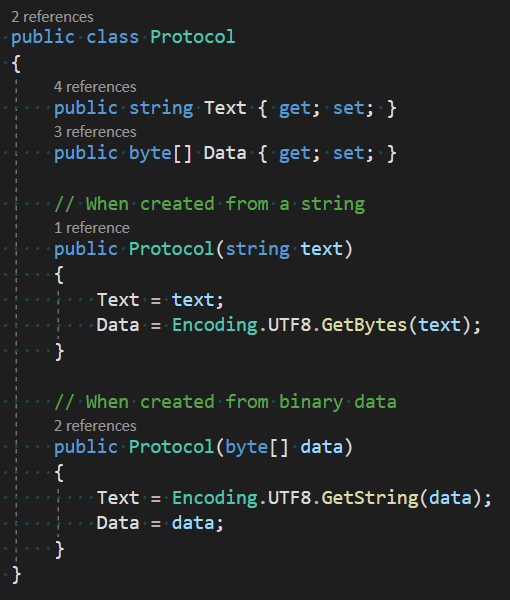 2 references
public class Protocol
{
4 references
public string Text { get; set; }
3 references
public byte[] Data { get; set; }
// When created from a string
1 reference
public Protocol(string text)
{
Text = text;
Data = Encoding.UTF8.GetBytes(text);
}
// When created from binary data
2 references
public Protocol(byte[] data)
{
Text = Encoding.UTF8.GetString(data);
Data = data;
}
}